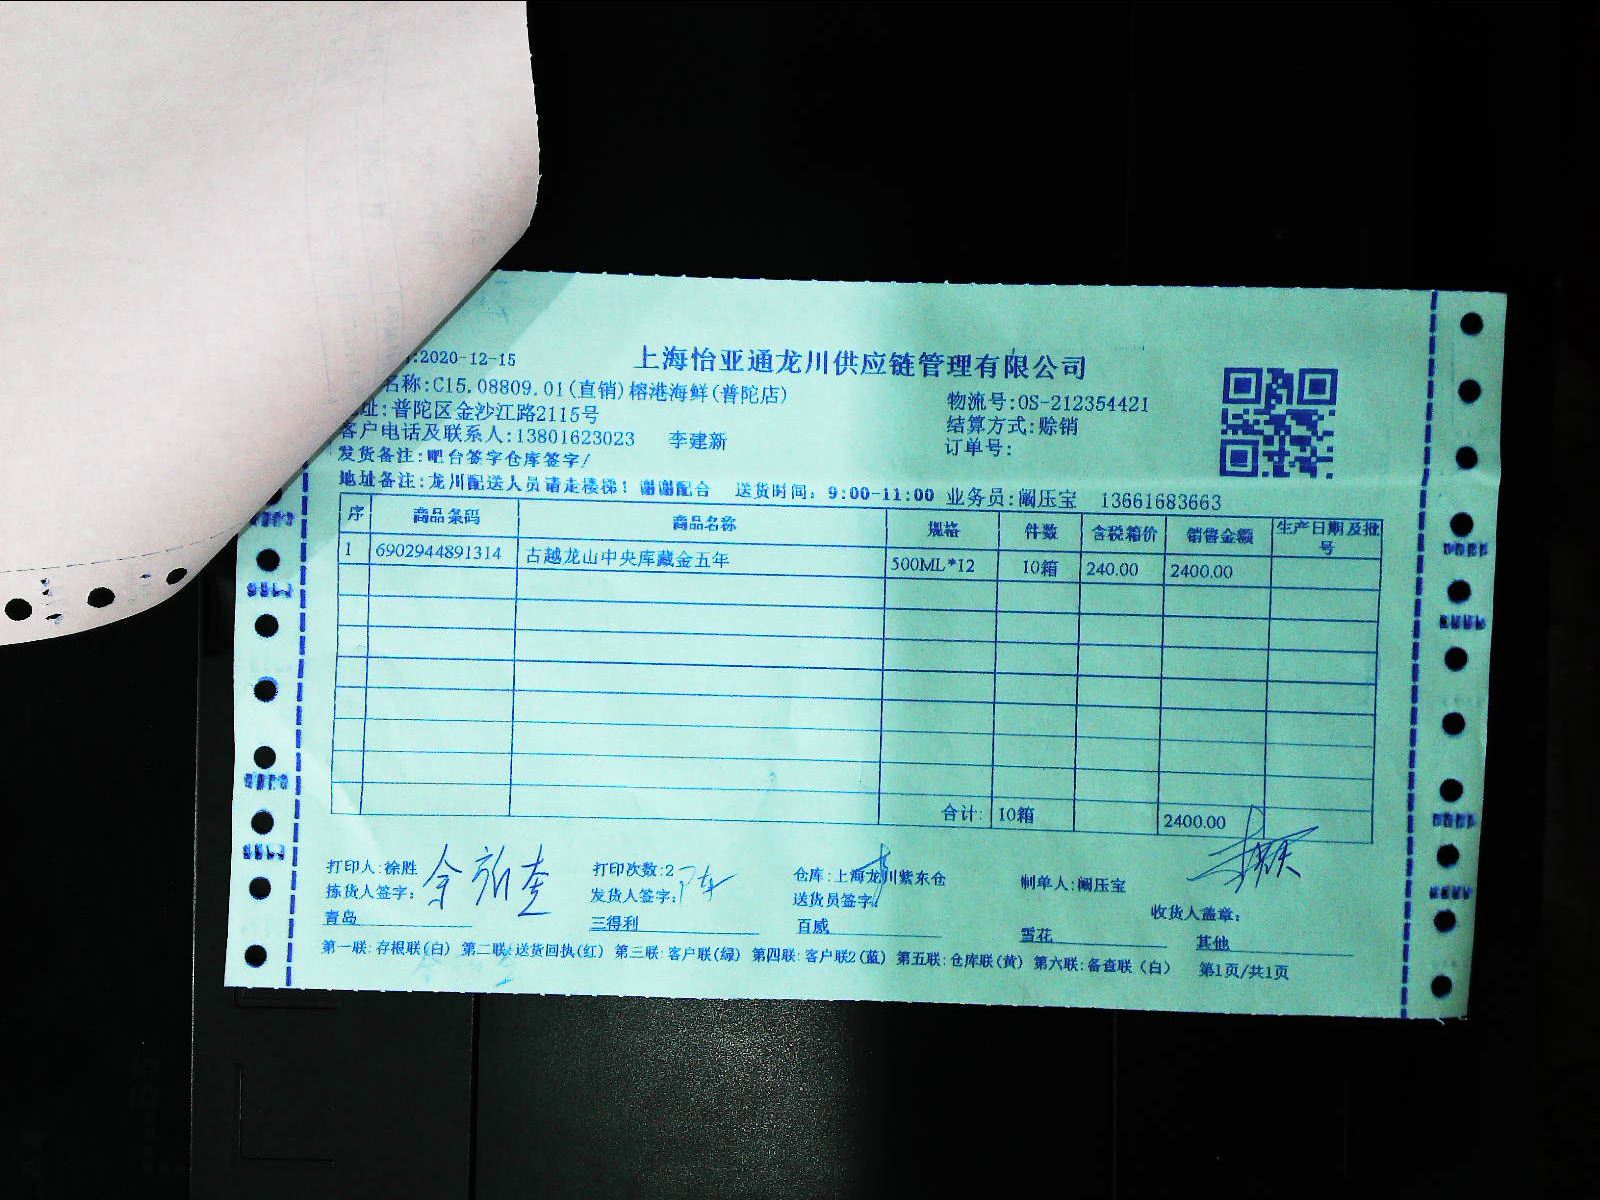 :2020-12-15 上海怡亚通龙川供应链管理有限公司
名称:C15.08809.01(直销)榕港海鲜(普陀店) 物流号:OS-212354421
址:普陀区金沙江路2115号 结算方式:赊销
客户电话及联系人:13801623023 李建新 订单号:
发货备注:吧台签字仓库签字/
地址备注:龙川配送人员请走楼梯！谢谢配合 送货时间：9:00-11:00 业务员:阚压宝 13661683663
序 商品条码 商品名称 规格 件数 含税箱价 销售金额 生产日期及批号
1 6902944891314 古越龙山中央库藏金五年 500ML*12 10箱 240.00 2400.00
合计: 10箱 2400.00
打印人:徐胜 打印次数:2 仓库:上海龙川紫东仓 制单人:阚压宝
拣货人签字: 发货人签字: 送货员签字: 收货人盖章:
青岛 三得利 百威 雪花 其他
第一联:存根联(白) 第二联:送货回执(红) 第三联:客户联(绿) 第四联:客户联2(蓝) 第五联:仓库联(黄) 第六联:备查联（白） 第1页/共1页